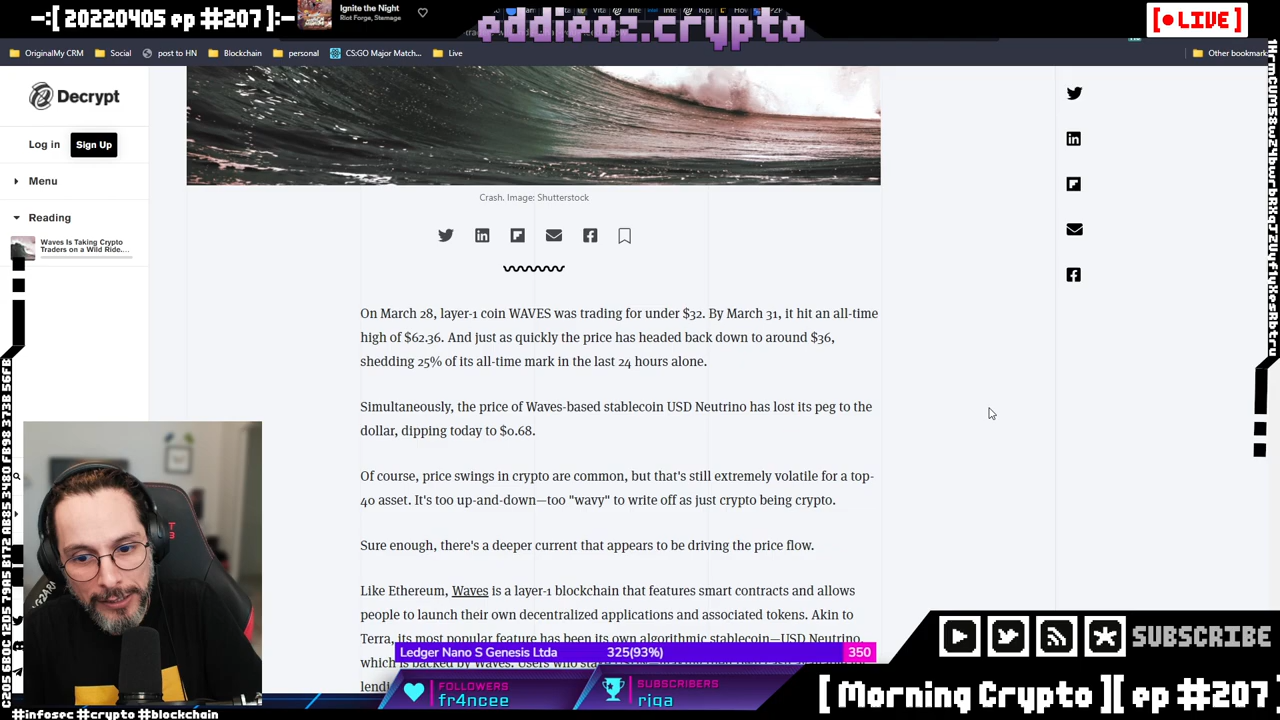 -:[ 20220405 ep #207]:-
Ignite the Night
Riot Forge, Stemage
eddieoz.crypto
[● LIVE]
OriginalMy CRM
Social
post to HN
Blockchain
personal
CS:GO Major Match...
Live
Other bookmark
Decrypt
Log in
Sign Up
Menu
Reading
Waves Is Taking Crypto
Traders on a Wild Ride....
Crash. Image: Shutterstock
On March 28, layer-1 coin WAVES was trading for under $32. By March 31, it hit an all-time
high of $62.36. And just as quickly the price has headed back down to around $36,
shedding 25% of its all-time mark in the last 24 hours alone.
Simultaneously, the price of Waves-based stablecoin USD Neutrino has lost its peg to the
dollar, dipping today to $0.68.
Of course, price swings in crypto are common, but that's still extremely volatile for a top-
40 asset. It's too up-and-down—too "wavy" to write off as just crypto being crypto.
Sure enough, there's a deeper current that appears to be driving the price flow.
Like Ethereum, Waves is a layer-1 blockchain that features smart contracts and allows
people to launch their own decentralized applications and associated tokens. Akin to
Terra, its most popular feature has been its own algorithmic stablecoin—USD Neutrino,
which is backed by Waves. Users who
lendi
Ledger Nano S Genesis Ltda 325(93%) 350
FOLLOWERS
fr4ncee
SUBSCRIBERS
rjga
SUBSCRIBE
[ Morning Crypto ][ ep #207 ]
#infosec #crypto #blockchain